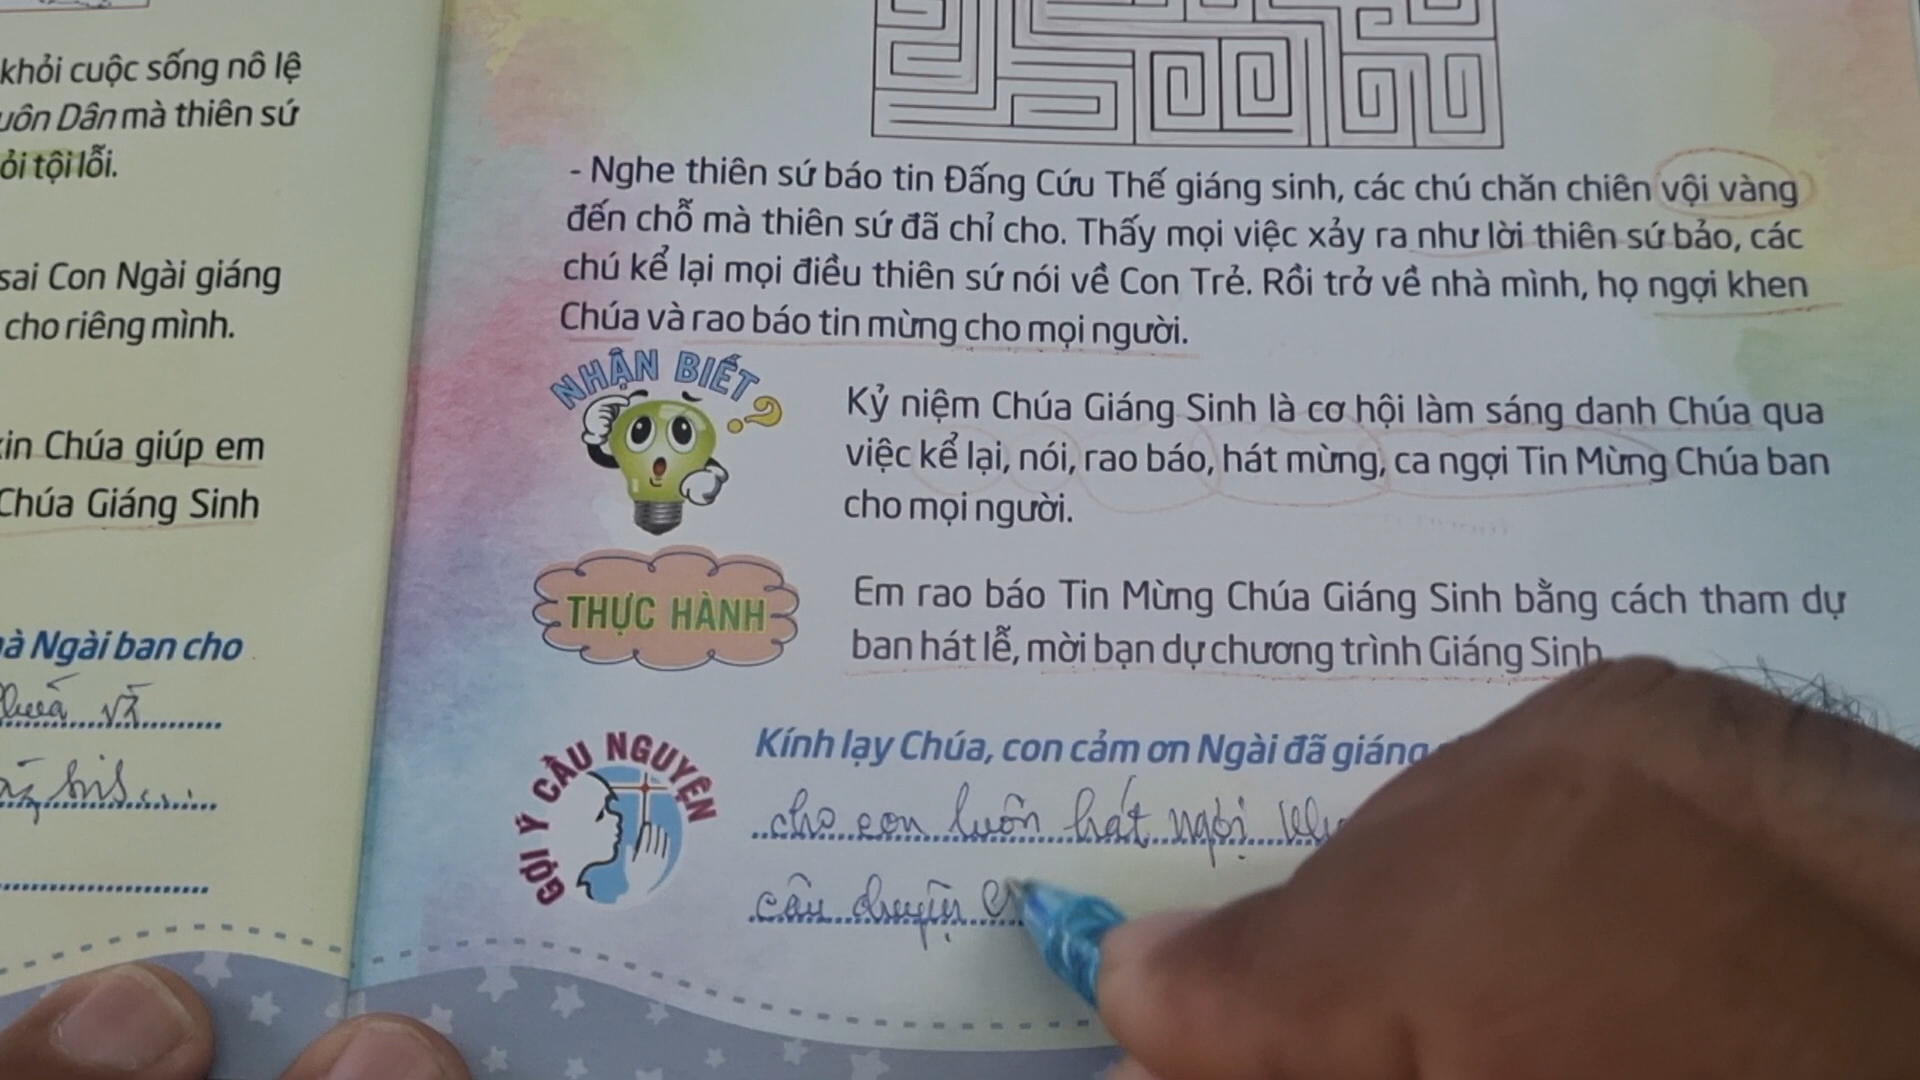 khỏi cuộc sống nô lệ
uôn Dân mà thiên sứ
ỏi tội lỗi.
sai Con Ngài giáng
cho riêng mình.
xin Chúa giúp em
Chúa Giáng Sinh
à Ngài ban cho
Chúa và
- Nghe thiên sứ báo tin Đấng Cứu Thế giáng sinh, các chú chăn chiên vội vàng
đến chỗ mà thiên sứ đã chỉ cho. Thấy mọi việc xảy ra như lời thiên sứ bảo, các
chú kể lại mọi điều thiên sứ nói về Con Trẻ. Rồi trở về nhà mình, họ ngợi khen
Chúa và rao báo tin mừng cho mọi người.
NHẬN BIẾT?
Kỷ niệm Chúa Giáng Sinh là cơ hội làm sáng danh Chúa qua
việc kể lại, nói, rao báo, hát mừng, ca ngợi Tin Mừng Chúa ban
cho mọi người.
THỰC HÀNH
Em rao báo Tin Mừng Chúa Giáng Sinh bằng cách tham dự
ban hát lễ, mời bạn dự chương trình Giáng Sinh
GỢI Ý CẦU NGUYỆN
Kính lạy Chúa, con cảm ơn Ngài đã giáng
cho con luôn hát ngợi
câu chuyện